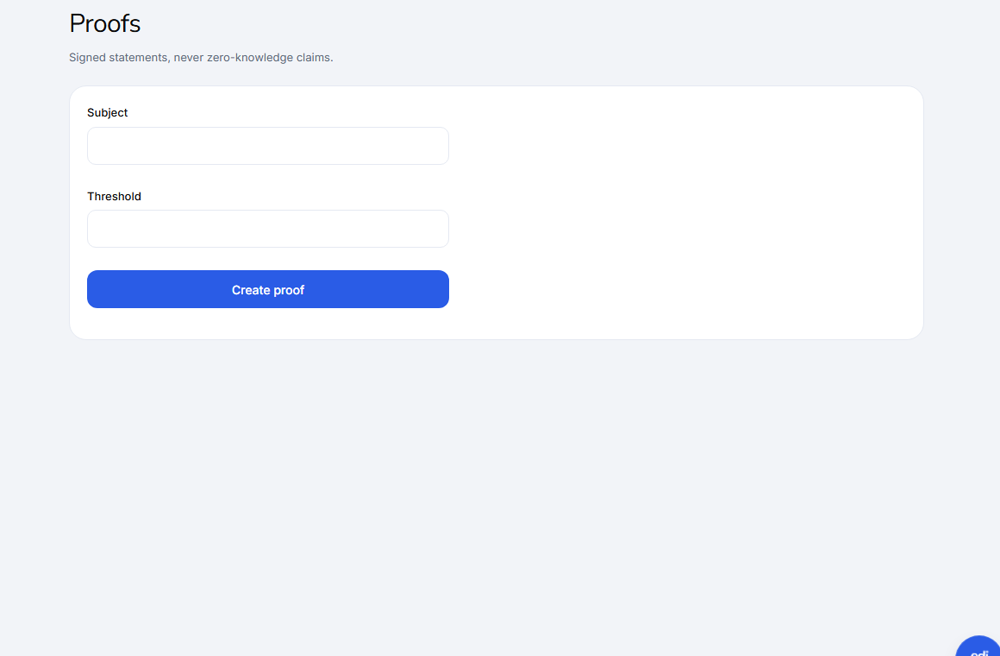 Proofs
Signed statements, never zero-knowledge claims.
Subject
Threshold
Create proof